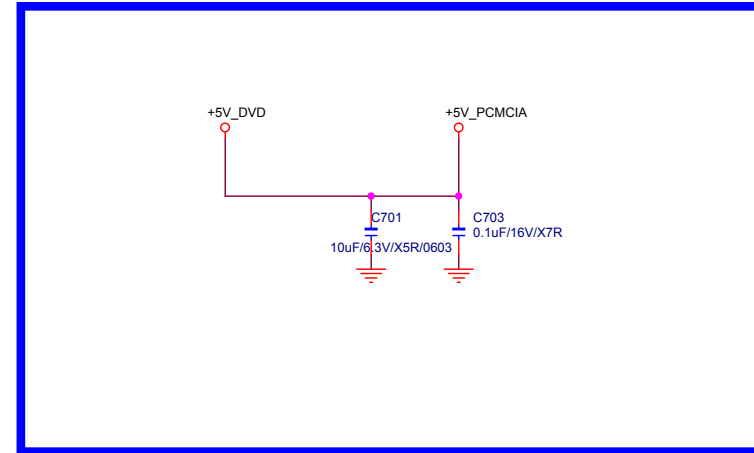 +5V_DVD
+5V_PCMCIA
C701
10uF/6.3V/X5R/0603
C703
0.1uF/16V/X7R